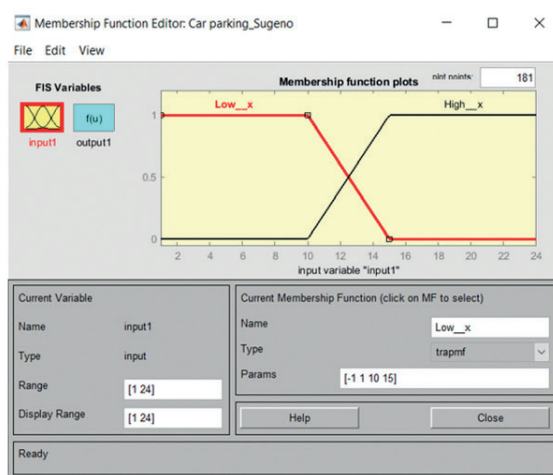 Membership Function Editor: Car parking_Sugeno
File Edit View
FIS Variables
f(u)
input1 output1
Membership function plots plot points: 181
Low__x High__x
1
0.5
0
2 4 6 8 10 12 14 16 18 20 22 24
input variable "input1"
Current Variable
Name input1
Type input
Range [1 24]
Display Range [1 24]
Current Membership Function (click on MF to select)
Name Low__x
Type trapmf
Params [-1 1 10 15]
Help Close
Ready